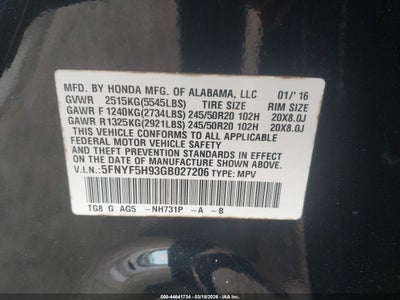 MFD. BY HONDA MFG. OF ALABAMA, LLC 01/'16
GVWR 2515KG(5545LBS) TIRE SIZE RIM SIZE
GAWR F 1240KG(2734LBS) 245/50R20 102H 20X8.0J
GAWR R 1325KG(2921LBS) 245/50R20 102H 20X8.0J
THIS VEHICLE CONFORMS TO ALL APPLICABLE
FEDERAL MOTOR VEHICLE SAFETY AND THEFT
PREVENTION STANDARDS IN EFFECT ON THE
DATE OF MANUFACTURE SHOWN ABOVE.
V.I.N.:5FNYF5H93GB027206 TYPE: MPV
TG8 G AG5 -NH731P -A -B
ID: 000-44641734 - 03/18/2026 - IAA Inc.